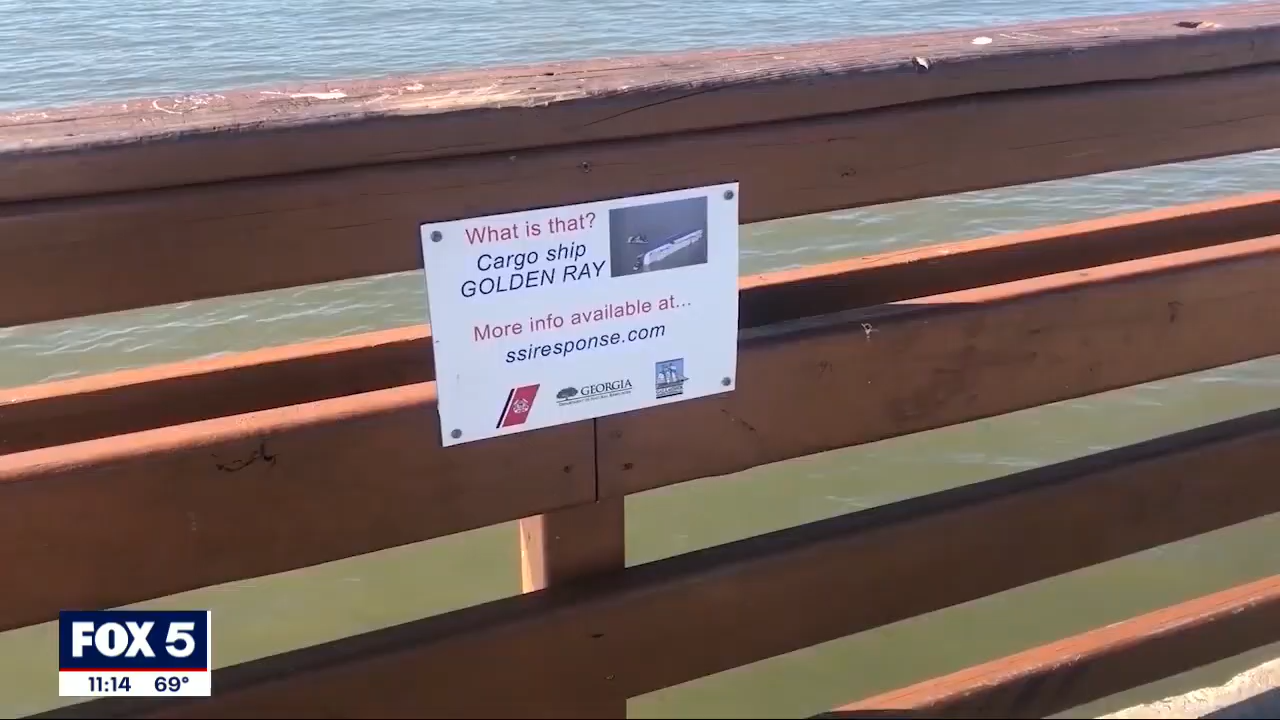 What is that?
Cargo ship
GOLDEN RAY
More info available at...
ssiresponse.com
GEORGIA
FOX 5
11:14 69°